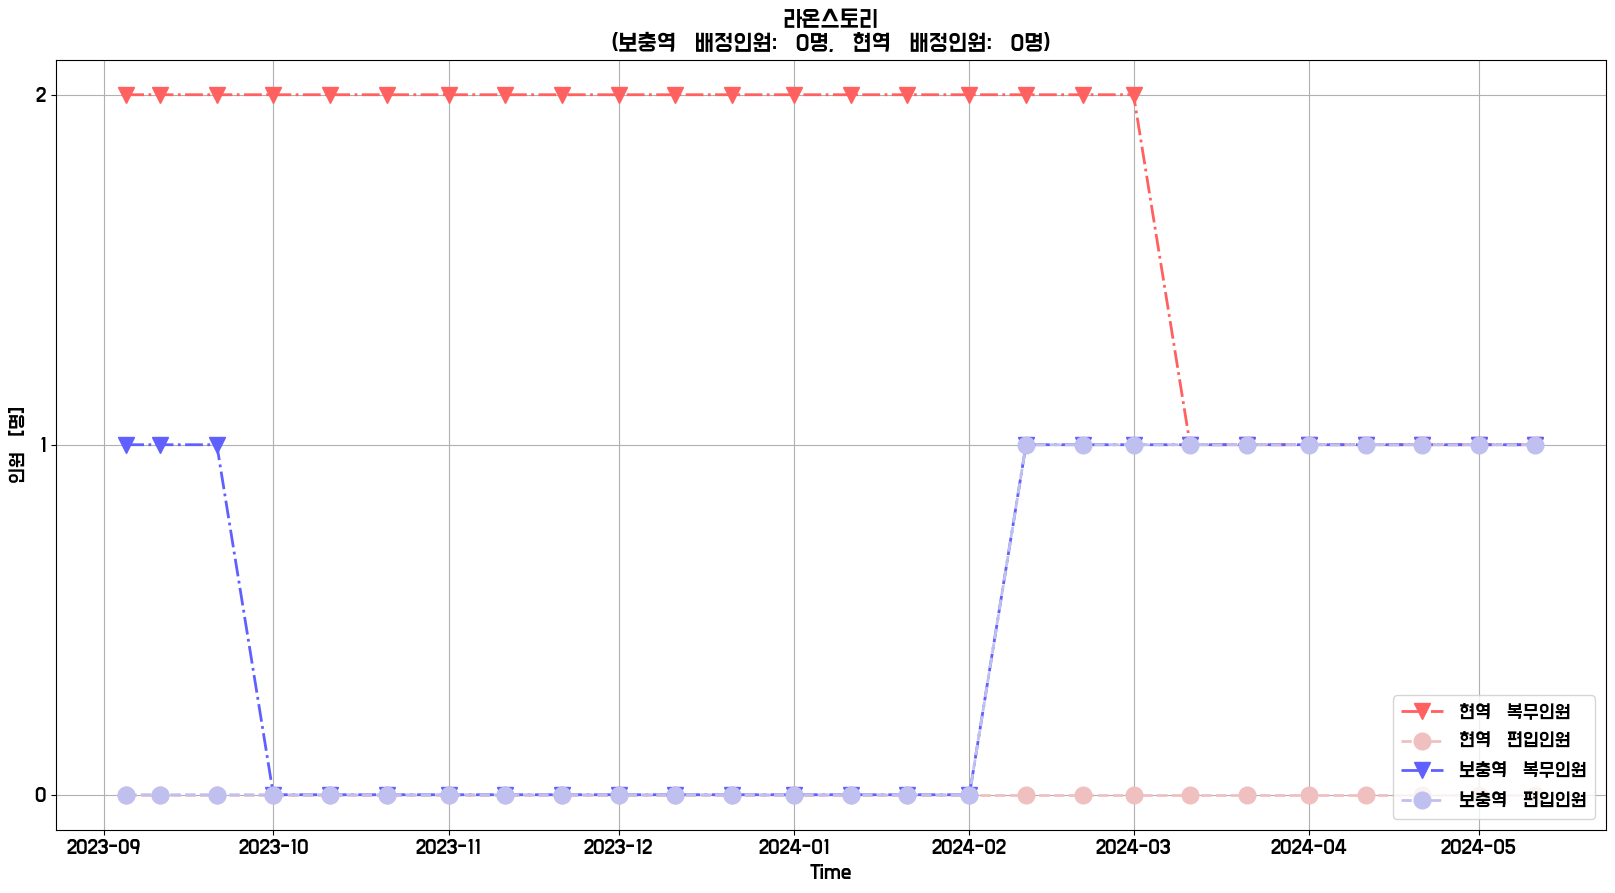 라온스토리
(보충역 배정인원: 0명, 현역 배정인원: 0명)
인원 [명]
2
1
0
현역 복무인원
현역 편입인원
보충역 복무인원
보충역 편입인원
2023-09 2023-10 2023-11 2023-12 2024-01 2024-02 2024-03 2024-04 2024-05
Time